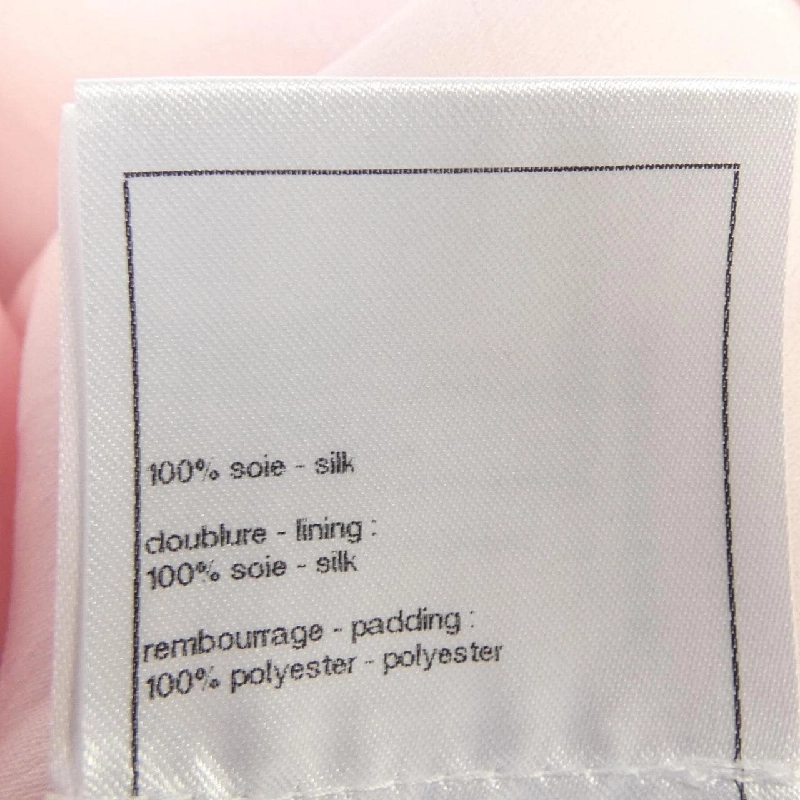 100% soie - silk
doublure - lining :
100% soie - silk
rembourrage - padding :
100% polyester - polyester